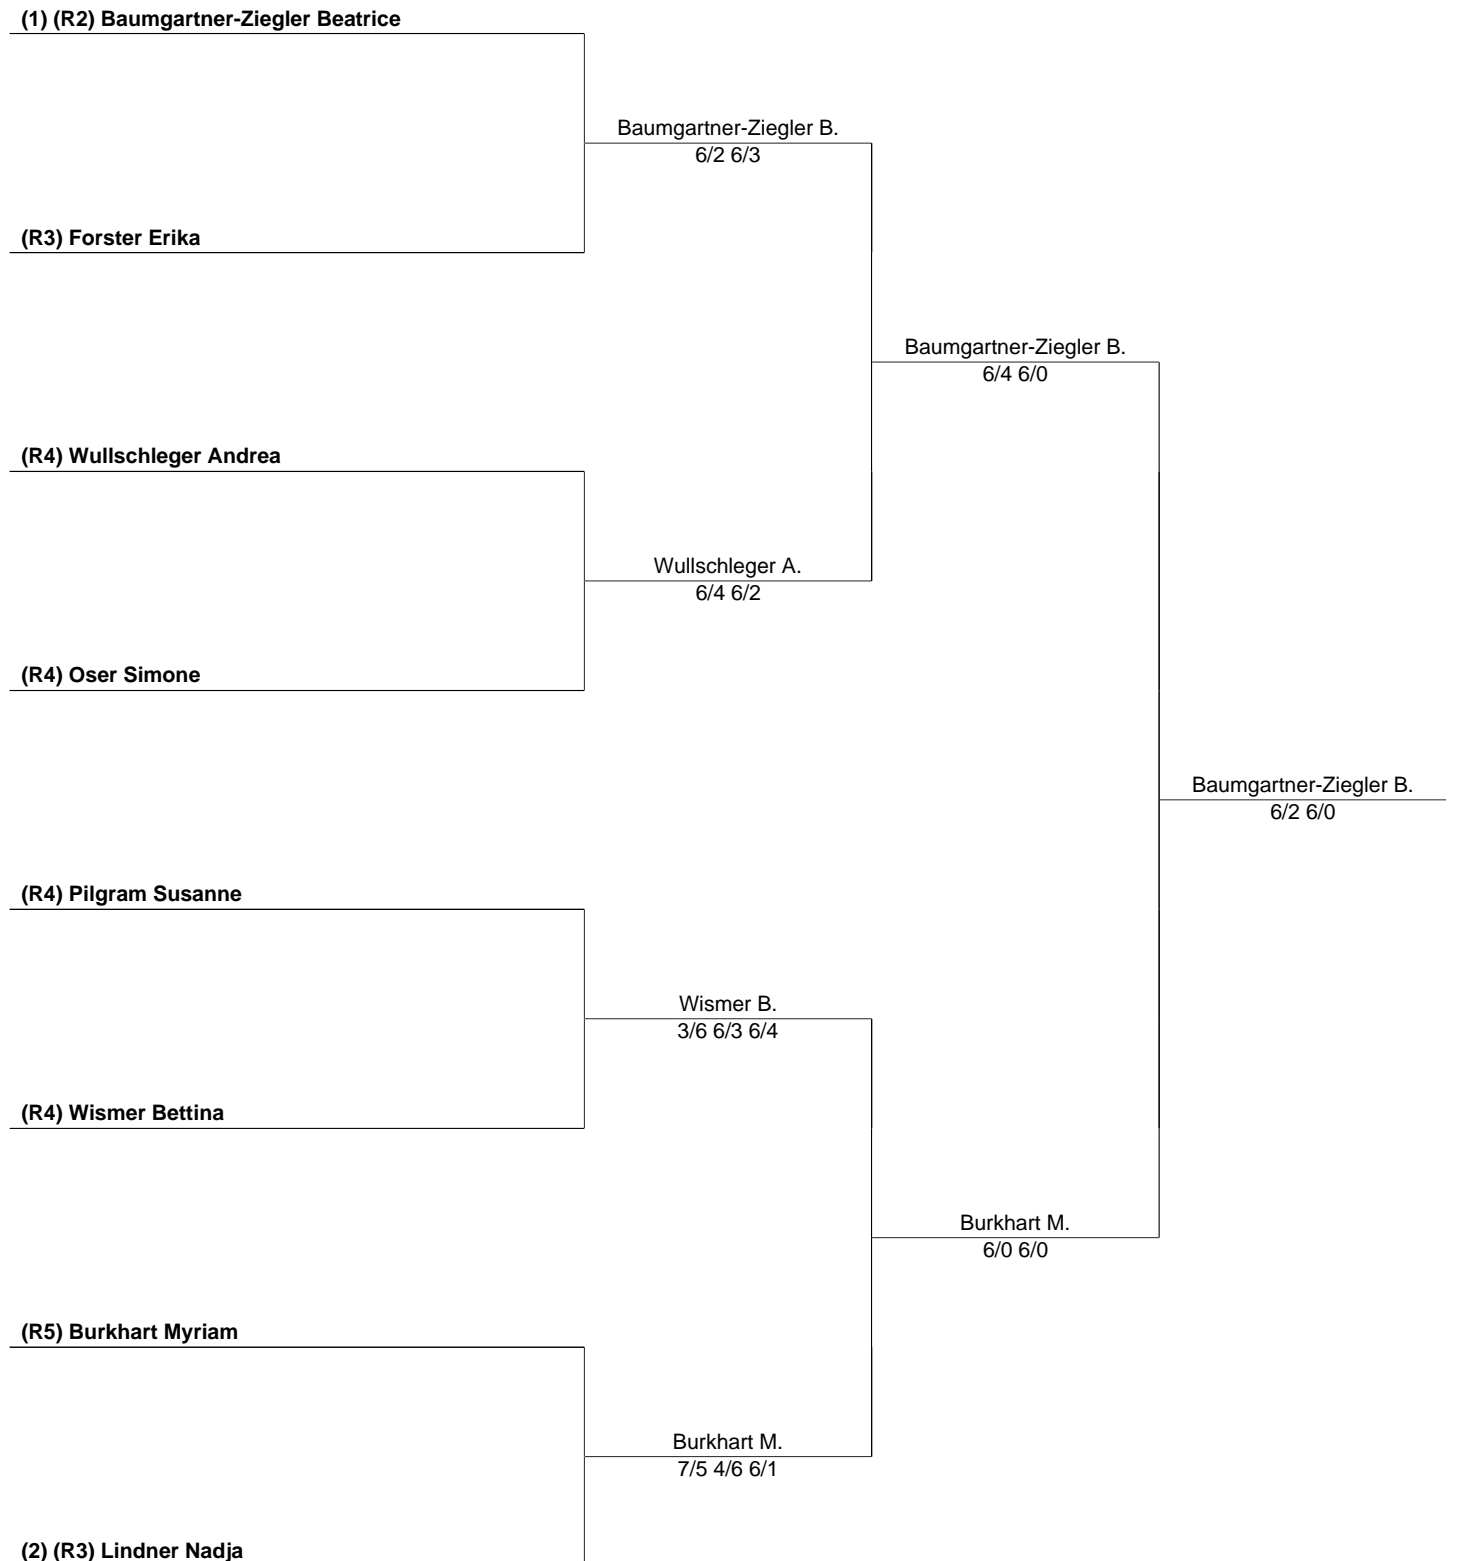 (1) (R2) Baumgartner-Ziegler Beatrice
Baumgartner-Ziegler B.
6/2 6/3
(R3) Forster Erika
Baumgartner-Ziegler B.
6/4 6/0
(R4) Wullschleger Andrea
Wullschleger A.
6/4 6/2
(R4) Oser Simone
Baumgartner-Ziegler B.
6/2 6/0
(R4) Pilgram Susanne
Wismer B.
3/6 6/3 6/4
(R4) Wismer Bettina
Burkhart M.
6/0 6/0
(R5) Burkhart Myriam
Burkhart M.
7/5 4/6 6/1
(2) (R3) Lindner Nadja